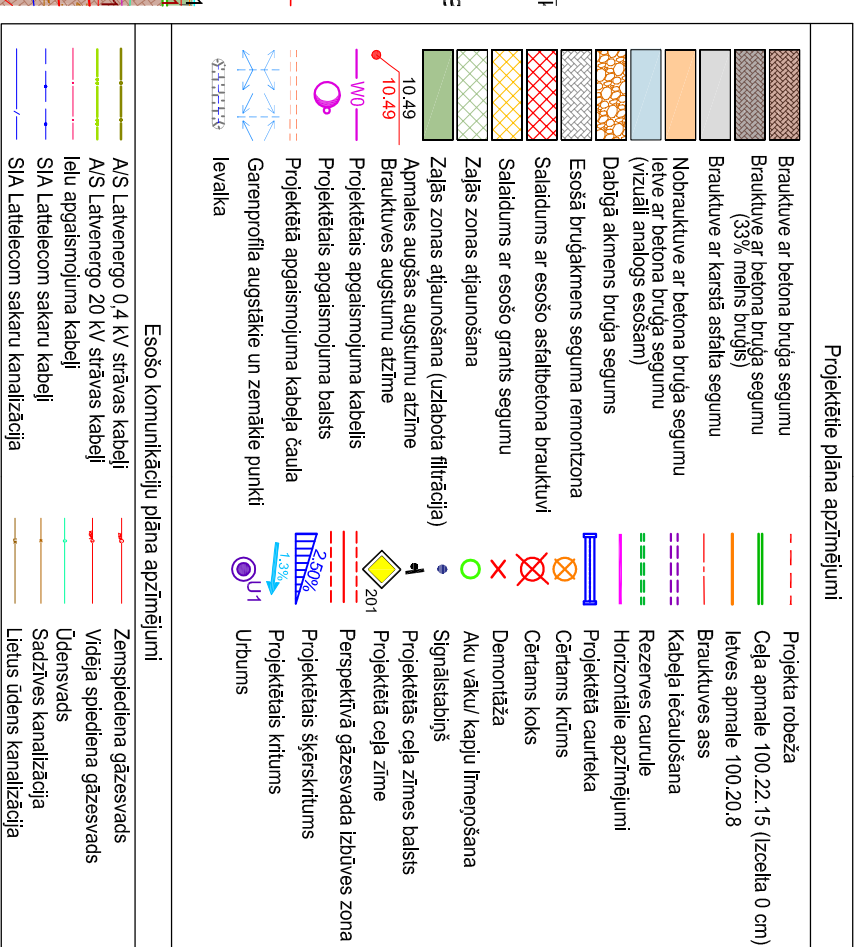 Projektētie plāna apzīmējumi
Brauktuve ar betona bruģa segumu
Brauktuve ar betona bruģa segumu
(33% melns bruģis)
Brauktuve ar karstā asfalta segumu
Nobrauktuve ar betona bruģa segumu
Ietve ar betona bruģa segumu
(vizuāli analogs esošam)
Dabīgā akmens bruģa segums
Esošā bruģakmens seguma remontzona
Salaidums ar esošo asfaltbetona brauktuvi
Salaidums ar esošo grants segumu
Zaļās zonas atjaunošana
Zaļās zonas atjaunošana (uzlabota filtrācija)
10.49
10.49
Apmales augšas augstumu atzīme
Brauktuves augstumu atzīme
W0
Projektētais apgaismojuma kabelis
Projektētais apgaismojuma balsts
Projektētā apgaismojuma kabeļa čaula
Garenprofila augstākie un zemākie punkti
Ievalka
Projekta robeža
Ceļa apmale 100.22.15 (Izcelta 0 cm)
Ietves apmale 100.20.8
Brauktuves ass
Kabeļa iečaulošana
Rezerves caurule
Horizontālie apzīmējumi
Projektētā caurteka
Cērtams krūms
Cērtams koks
Demontāža
Aku vāku/ kapju līmeņošana
Signālstabiņš
Projektētās ceļa zīmes balsts
201
Projektētā ceļa zīme
Perspektīvā gāzesvada izbūves zona
2.50%
Projektētais šķērskritums
1.3%
Projektētais kritums
U1
Urbums
Esošo komunikāciju plāna apzīmējumi
A/S Latvenergo 0,4 kV strāvas kabeļi
A/S Latvenergo 20 kV strāvas kabeļi
Ielu apgaismojuma kabeļi
SIA Lattelecom sakaru kabeļi
SIA Lattelecom sakaru kanalizācija
Zemspiediena gāzesvads
Vidēja spiediena gāzesvads
Ūdensvads
Sadzīves kanalizācija
Lietus ūdens kanalizācija